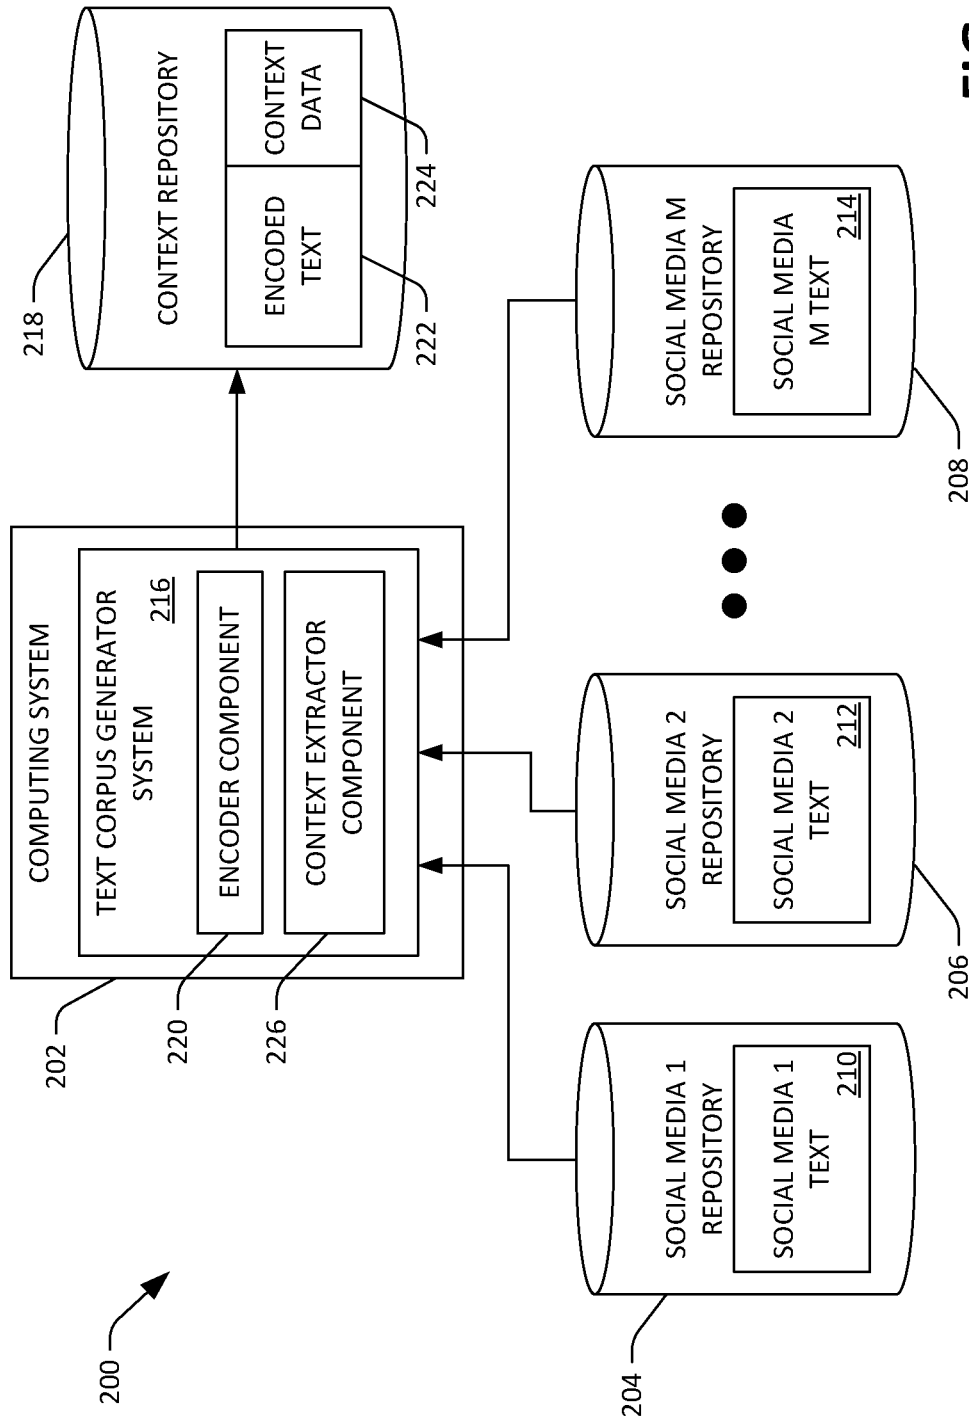 200
COMPUTING SYSTEM
202
TEXT CORPUS GENERATOR
SYSTEM
216
ENCODER COMPONENT
220
CONTEXT EXTRACTOR
COMPONENT
226
218
CONTEXT REPOSITORY
ENCODED
TEXT
CONTEXT
DATA
222
224
SOCIAL MEDIA 1
REPOSITORY
SOCIAL MEDIA 1
TEXT
210
204
SOCIAL MEDIA 2
REPOSITORY
SOCIAL MEDIA 2
TEXT
212
206
SOCIAL MEDIA M
REPOSITORY
SOCIAL MEDIA
M TEXT
214
208
FIG